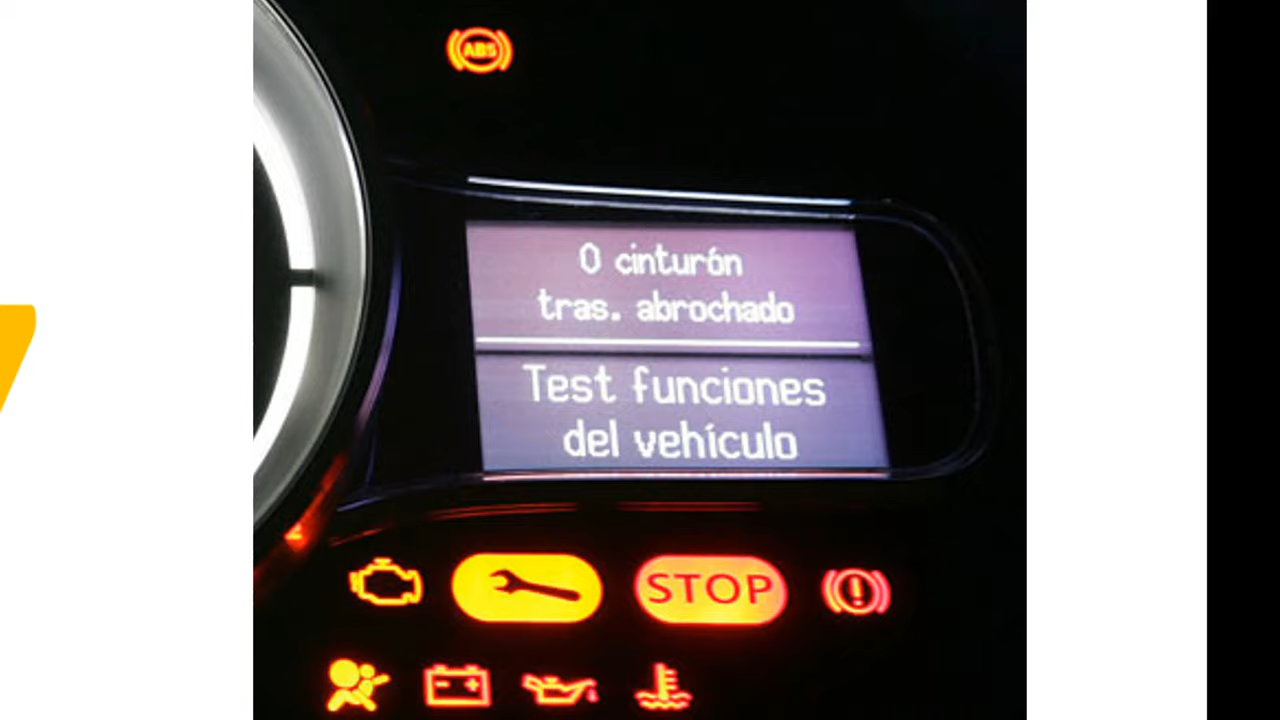 ABS
0 cinturón
tras. abrochado
Test funciones
del vehículo
STOP